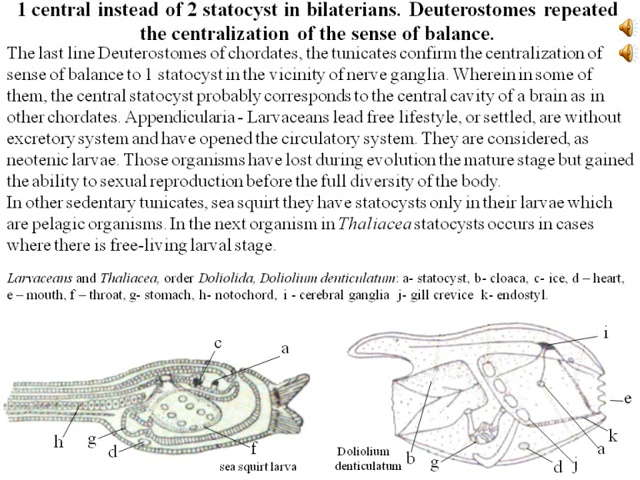 1 central instead of 2 statocyst in bilaterians. Deuterostomes repeated
the centralization of the sense of balance.
The last line Deuterostomes of chordates, the tunicates confirm the centralization of
sense of balance to 1 statocyst in the vicinity of nerve ganglia. Wherein in some of
them, the central statocyst probably corresponds to the central cavity of a brain as in
other chordates. Appendicularia - Larvaceans lead free lifestyle, or settled, are without
excretory system and have opened the circulatory system. They are considered, as
neotenic larvae. Those organisms have lost during evolution the mature stage but gained
the ability to sexual reproduction before the full diversity of the body.
In other sedentary tunicates, sea squirt they have statocysts only in their larvae which
are pelagic organisms. In the next organism in Thaliacea statocysts occurs in cases
where there is free-living larval stage.
Larvaceans and Thaliacea, order Doliolida, Doliolium denticulatum: a- statocyst, b- cloaca, c- ice, d – heart,
e – mouth, f – throat, g- stomach, h- notochord, i - cerebral ganglia j- gill crevice k- endostyl.
c
a
h
g
d
f
sea squirt larva
i
e
k
a
j
d
g
b
Doliolium
denticulatum